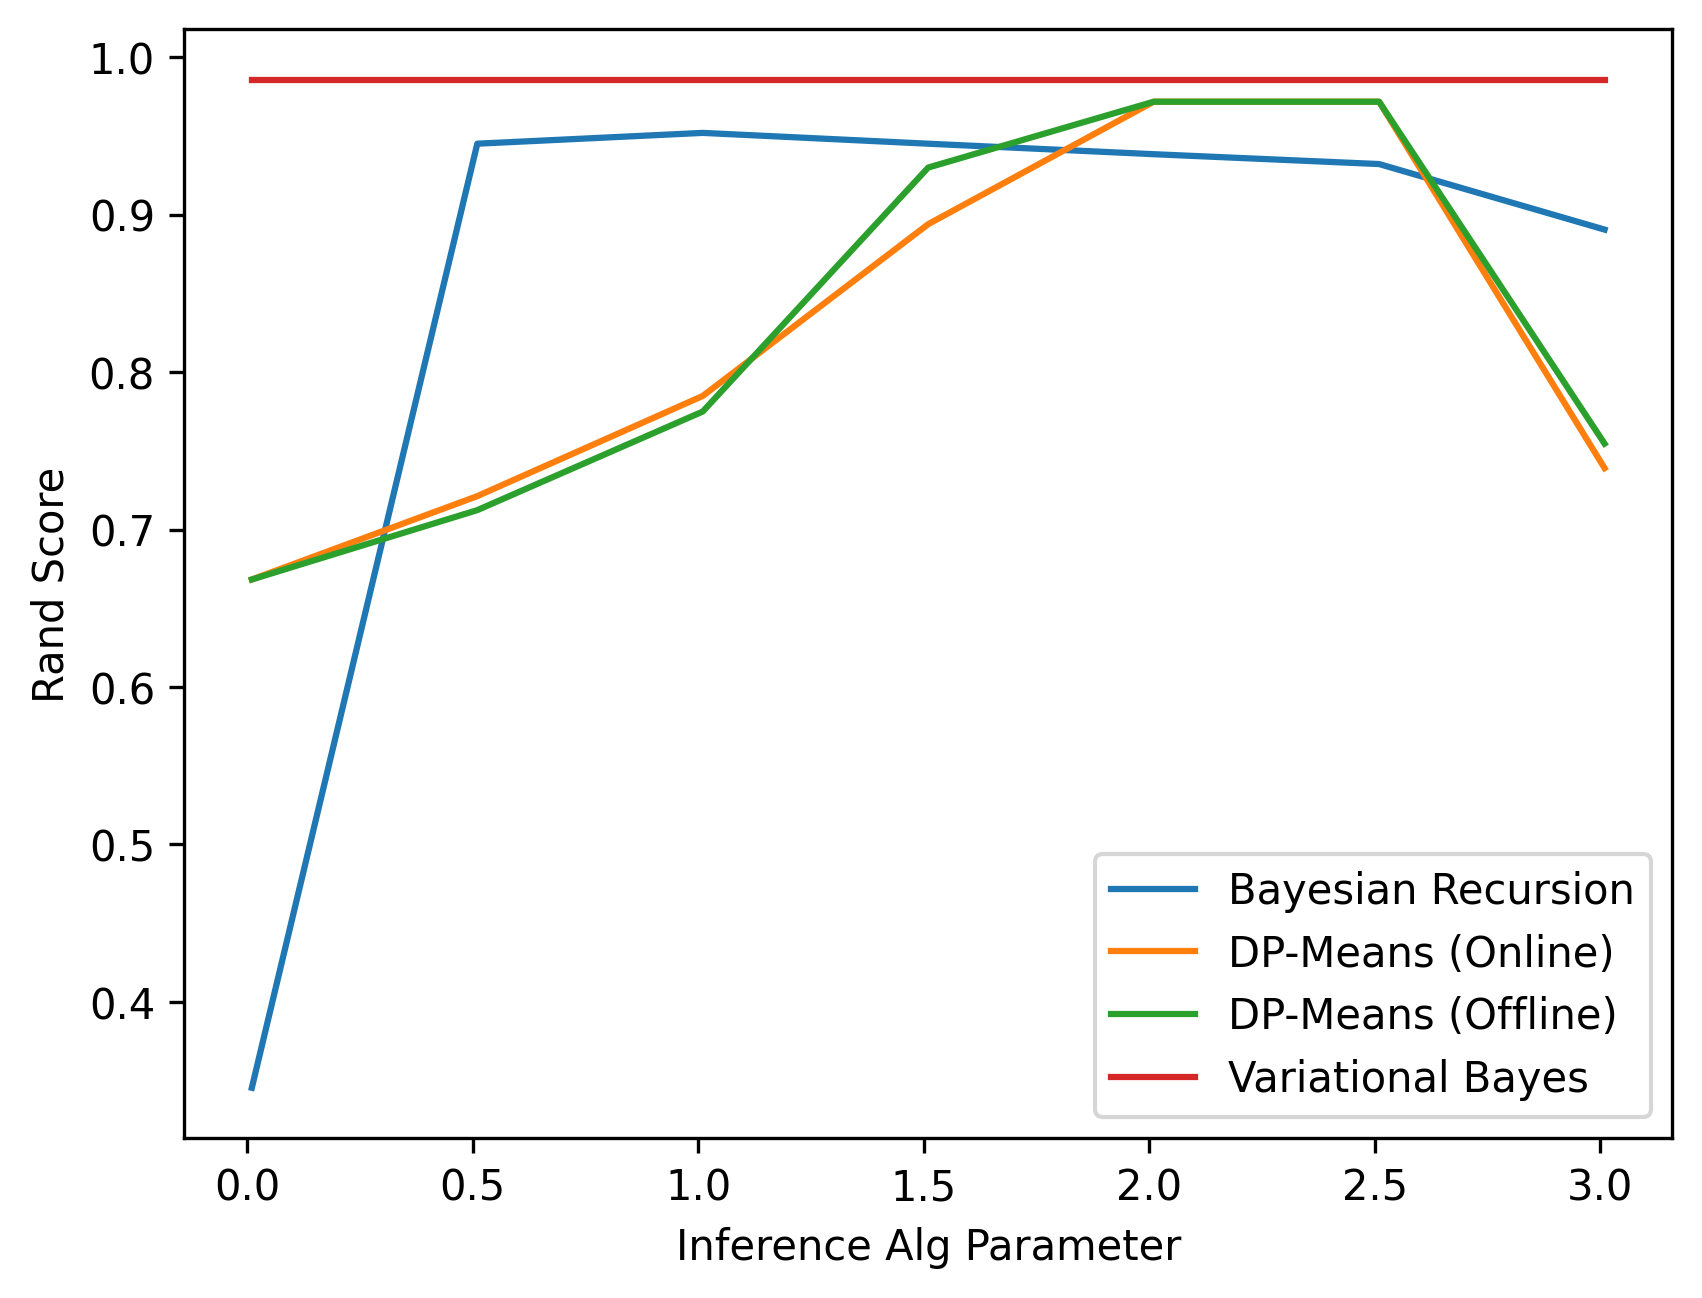 1.0
0.9
0.8
0.7
0.6
0.5
0.4
Rand Score
0.0 0.5 1.0 1.5 2.0 2.5 3.0
Inference Alg Parameter
Bayesian Recursion
DP-Means (Online)
DP-Means (Offline)
Variational Bayes